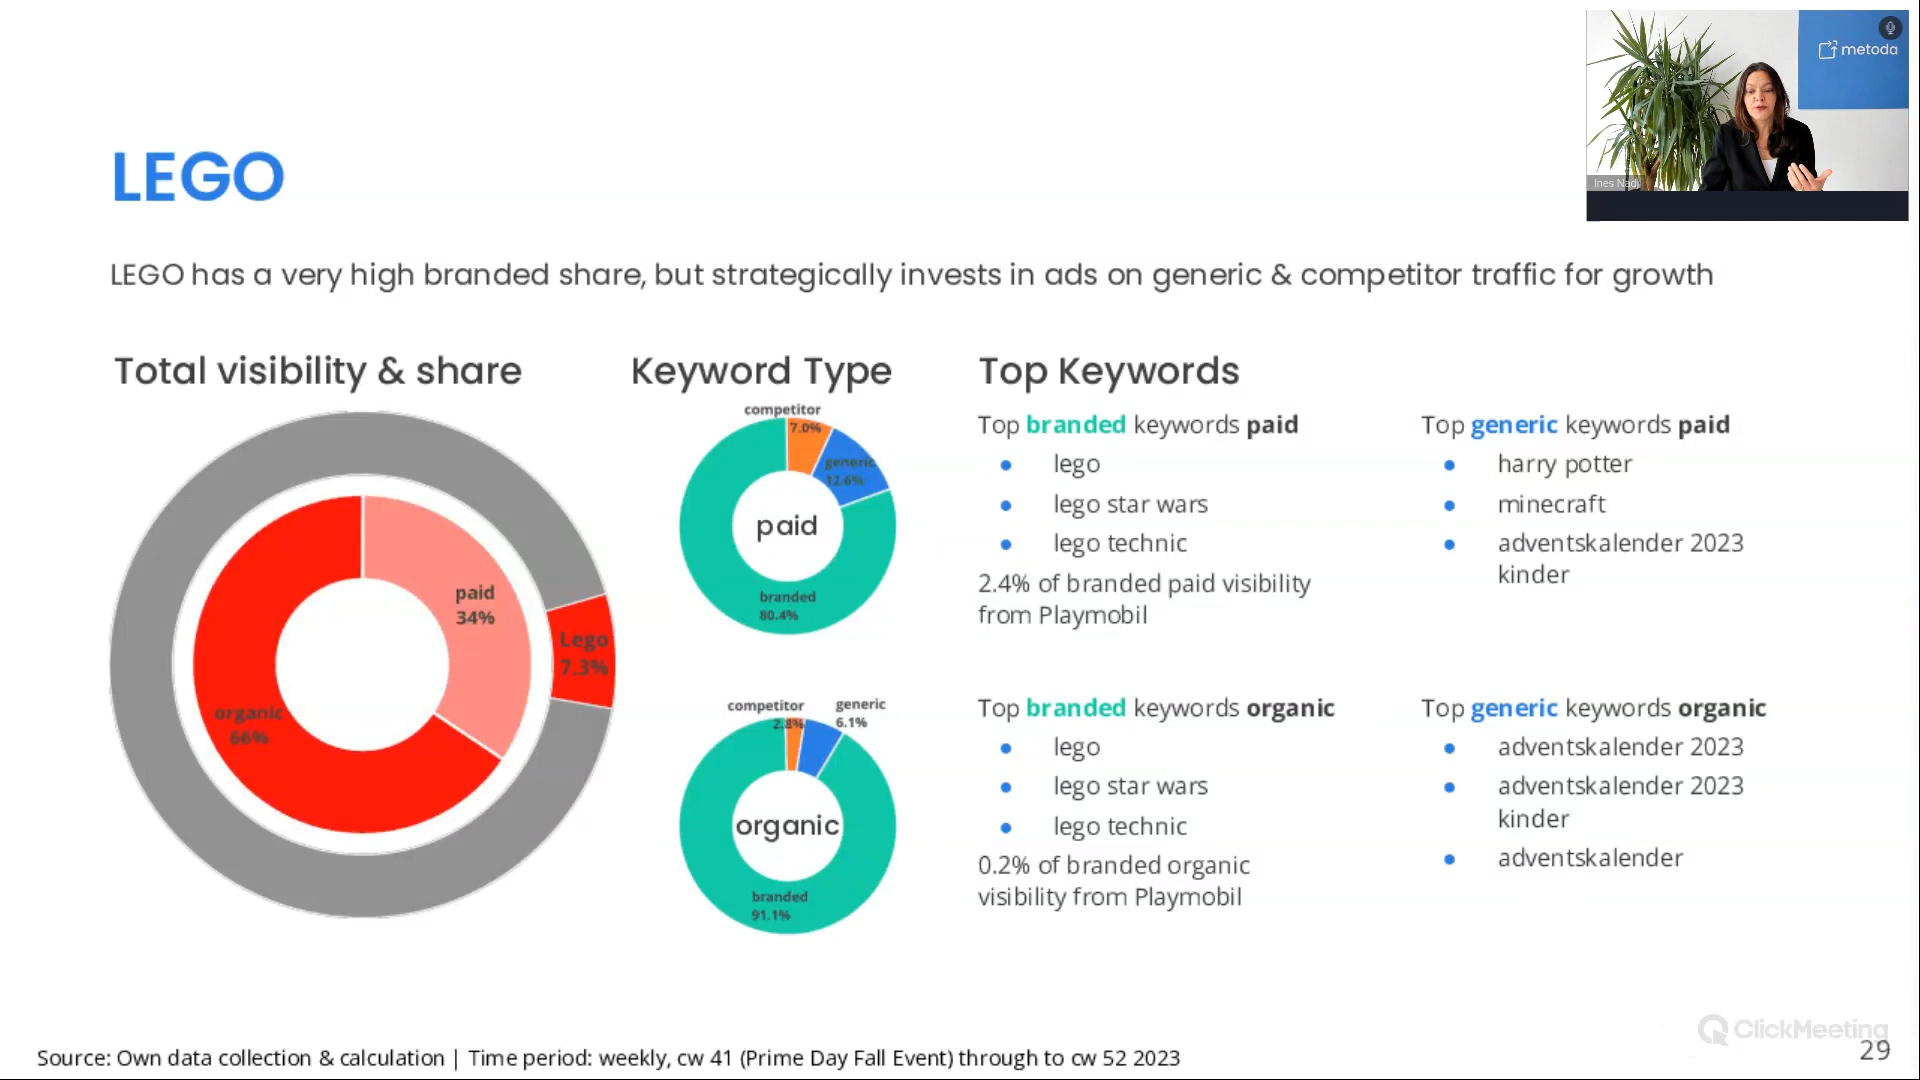 metoda
Ines Nadj
LEGO
LEGO has a very high branded share, but strategically invests in ads on generic & competitor traffic for growth
Total visibility & share
paid
34%
Lego
7.3%
organic
66%
Keyword Type
competitor
7.0%
generic
12.6%
paid
branded
80.4%
competitor
2.8%
generic
6.1%
organic
branded
91.1%
Top Keywords
Top branded keywords paid
lego
lego star wars
lego technic
2.4% of branded paid visibility
from Playmobil
Top generic keywords paid
harry potter
minecraft
adventskalender 2023
kinder
Top branded keywords organic
lego
lego star wars
lego technic
0.2% of branded organic
visibility from Playmobil
Top generic keywords organic
adventskalender 2023
adventskalender 2023
kinder
adventskalender
ClickMeeting
Source: Own data collection & calculation | Time period: weekly, cw 41 (Prime Day Fall Event) through to cw 52 2023
29